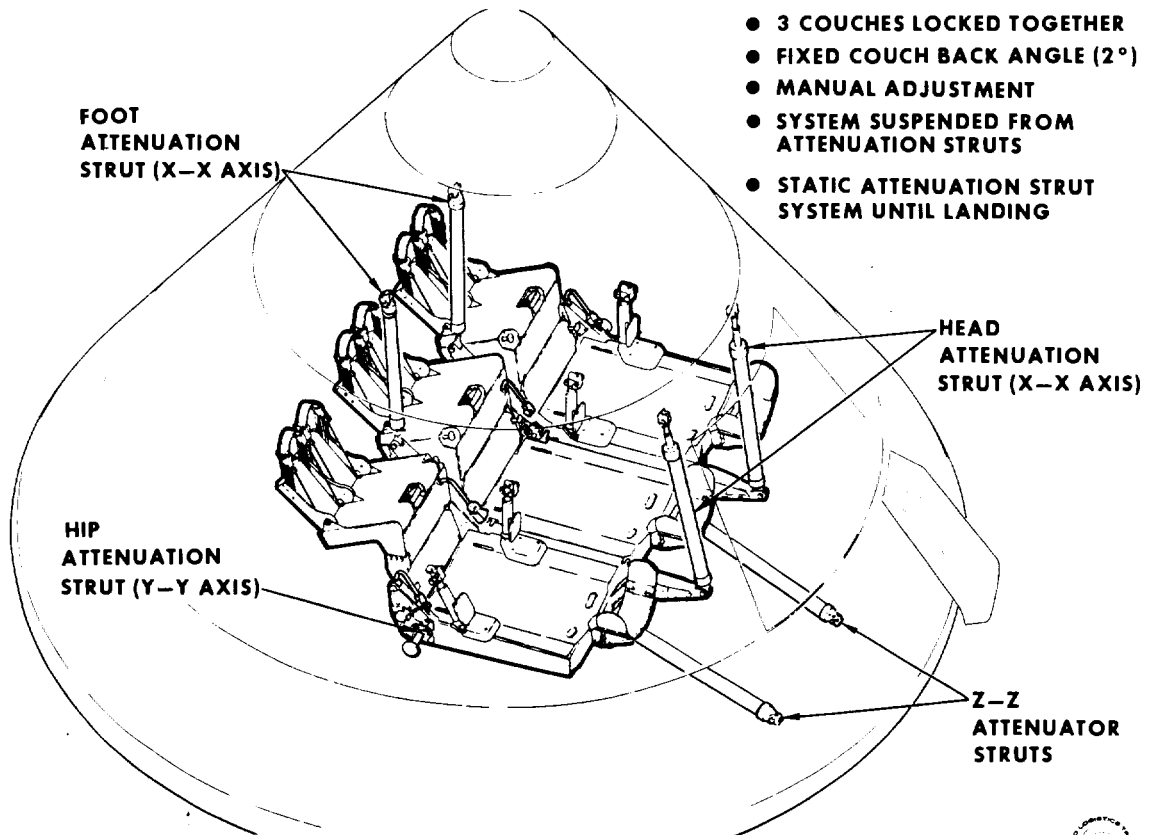 ● 3 COUCHES LOCKED TOGETHER
● FIXED COUCH BACK ANGLE (2°)
● MANUAL ADJUSTMENT
● SYSTEM SUSPENDED FROM
ATTENUATION STRUTS
● STATIC ATTENUATION STRUT
SYSTEM UNTIL LANDING
FOOT
ATTENUATION
STRUT (X—X AXIS)
HEAD
ATTENUATION
STRUT (X—X AXIS)
HIP
ATTENUATION
STRUT (Y—Y AXIS)
Z—Z
ATTENUATOR
STRUTS
LOGISTICS